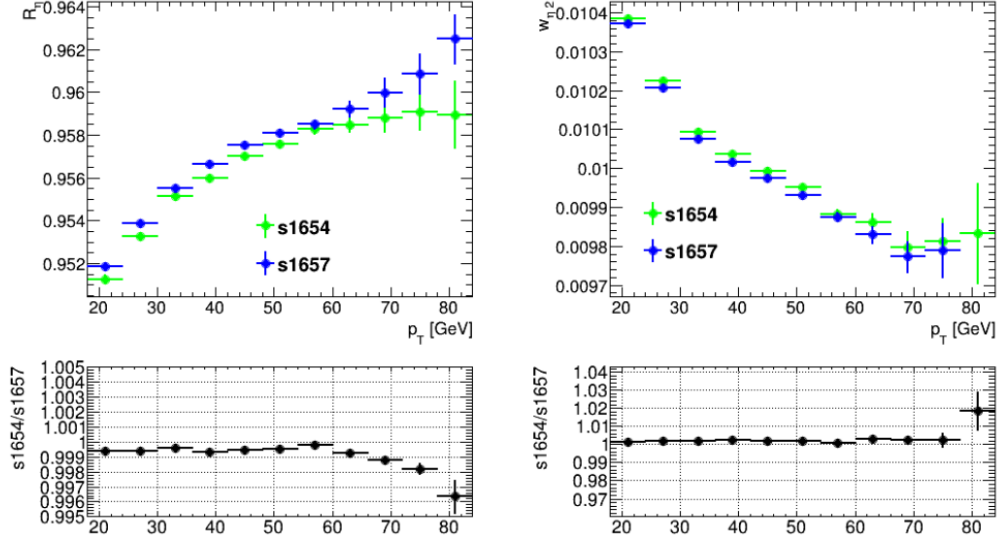 R_η
0.964
0.962
0.96
0.958
0.956
0.954
0.952
s1654
s1657
20 30 40 50 60 70 80
p_T [GeV]
s1654/s1657
1.005
1.004
1.003
1.002
1.001
1
0.999
0.998
0.997
0.996
0.995
20 30 40 50 60 70 80
w_η2
0.0104
0.0103
0.0102
0.0101
0.01
0.0099
0.0098
0.0097
s1654
s1657
20 30 40 50 60 70 80
p_T [GeV]
s1654/s1657
1.04
1.03
1.02
1.01
1
0.99
0.98
0.97
20 30 40 50 60 70 80